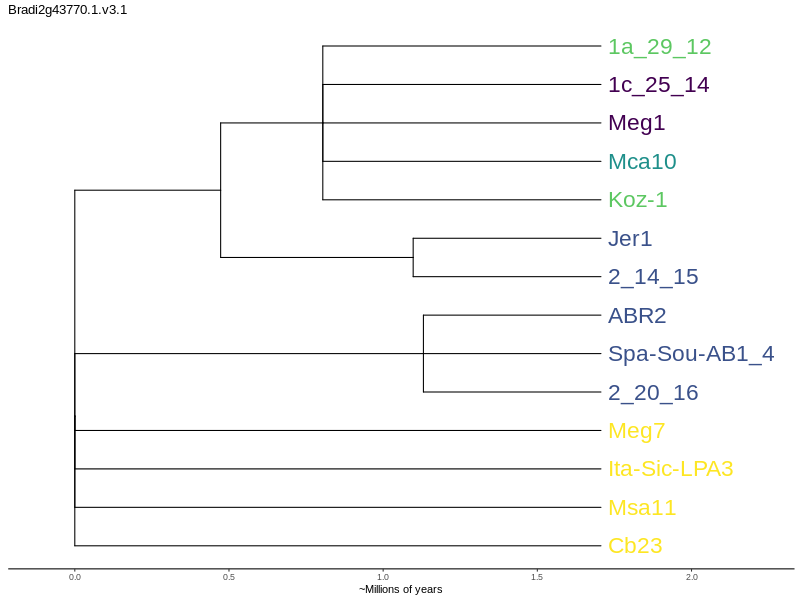 Bradi2g43770.1.v3.1
1a_29_12
1c_25_14
Meg1
Mca10
Koz-1
Jer1
2_14_15
ABR2
Spa-Sou-AB1_4
2_20_16
Meg7
Ita-Sic-LPA3
Msa11
Cb23
0.0 0.5 1.0 1.5 2.0
~Millions of years